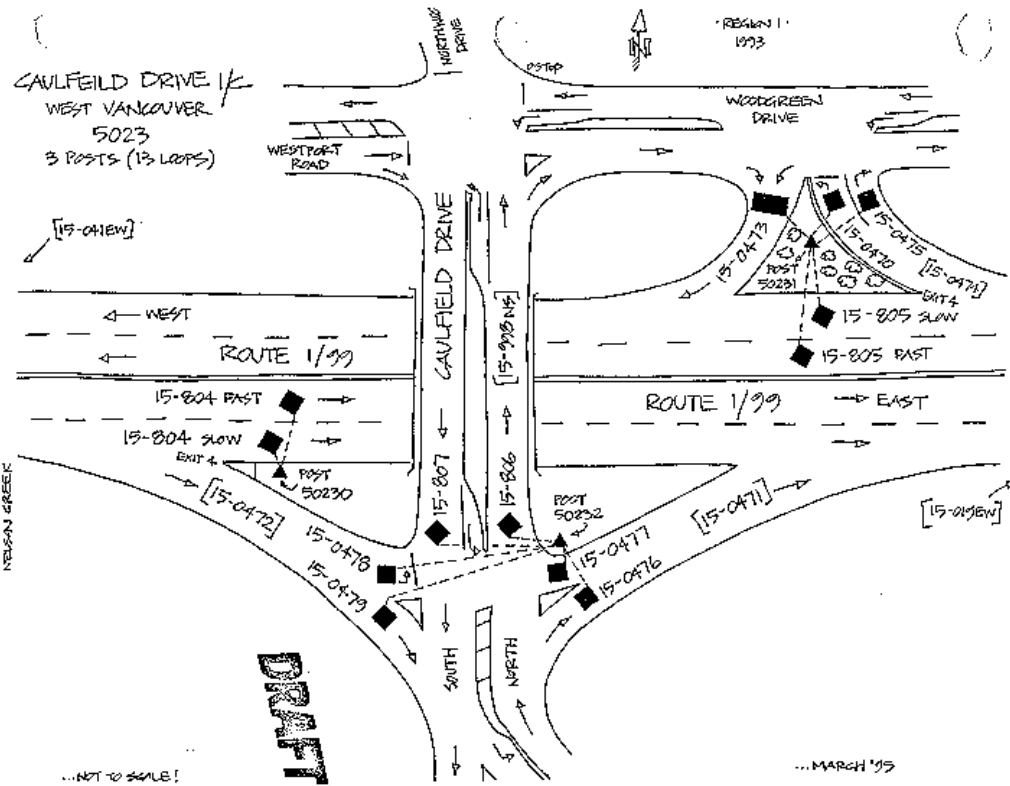 CAULFEILD DRIVE I/C
WEST VANCOUVER
5023
3 POSTS (13 LOOPS)
NORTHWOOD
DRIVE
N
REGION 1
1993
STOP
WOODGREEN
DRIVE
WESTPORT
ROAD
[15-041EW]
CAULFIELD DRIVE
[15-998NS]
15-0473
POST
50231
15-0470
15-0475
[15-0474]
EXIT 4
15-805 SLOW
15-805 FAST
WEST
ROUTE 1/99
15-804 FAST
15-804 SLOW
EXIT 4
POST
50230
ROUTE 1/99
EAST
NELSON CREEK
[15-0472]
15-0478
15-0479
15-807
15-806
POST
50232
15-0477
15-0476
[15-0471]
[15-019EW]
SOUTH
NORTH
DRAFT
...NOT TO SCALE!
...MARCH '95